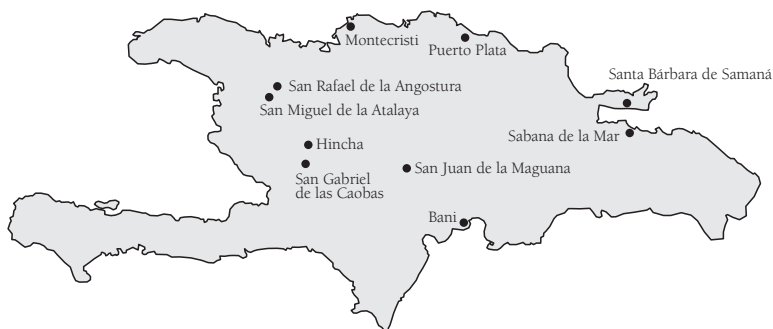 Montecristi
Puerto Plata
Santa Bárbara de Samaná
San Rafael de la Angostura
San Miguel de la Atalaya
Sabana de la Mar
Hincha
San Juan de la Maguana
San Gabriel
de las Caobas
Bani